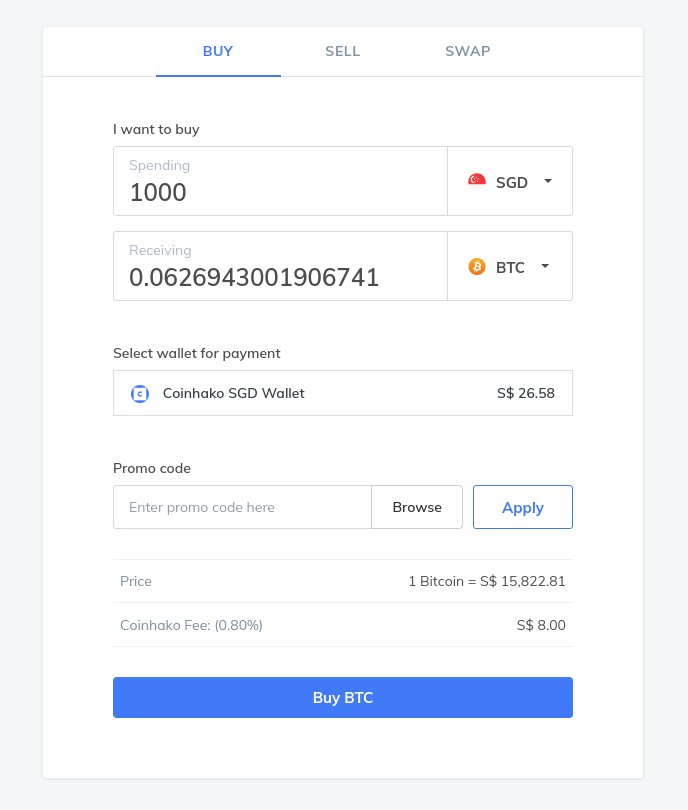 BUY SELL SWAP
I want to buy
Spending
1000 SGD
Receiving
0.0626943001906741 BTC
Select wallet for payment
Coinhako SGD Wallet S$ 26.58
Promo code
Enter promo code here Browse Apply
Price 1 Bitcoin = S$ 15,822.81
Coinhako Fee: (0.80%) S$ 8.00
Buy BTC